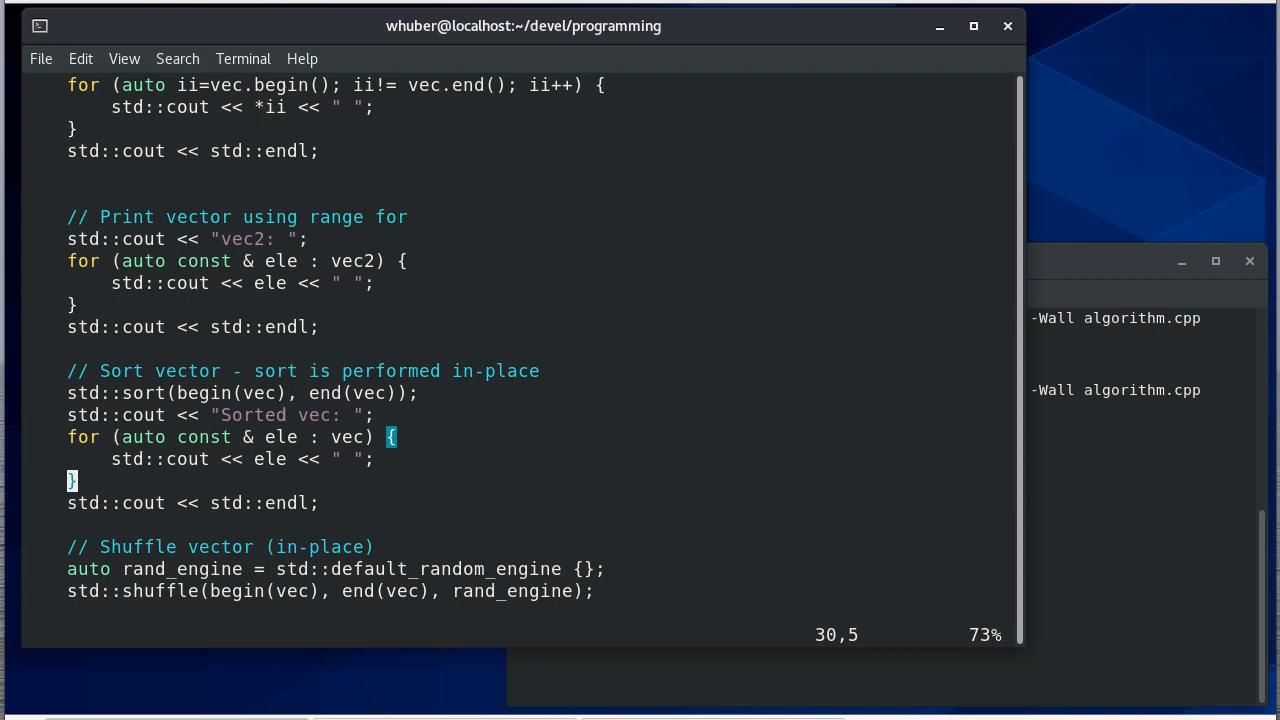 whuber@localhost:~/devel/programming
File Edit View Search Terminal Help
for (auto ii=vec.begin(); ii!= vec.end(); ii++) {
std::cout << *ii << " ";
}
std::cout << std::endl;
// Print vector using range for
std::cout << "vec2: ";
for (auto const & ele : vec2) {
std::cout << ele << " ";
}
std::cout << std::endl;
// Sort vector - sort is performed in-place
std::sort(begin(vec), end(vec));
std::cout << "Sorted vec: ";
for (auto const & ele : vec) {
std::cout << ele << " ";
}
std::cout << std::endl;
// Shuffle vector (in-place)
auto rand_engine = std::default_random_engine {};
std::shuffle(begin(vec), end(vec), rand_engine);
30,5 73%
-Wall algorithm.cpp
-Wall algorithm.cpp